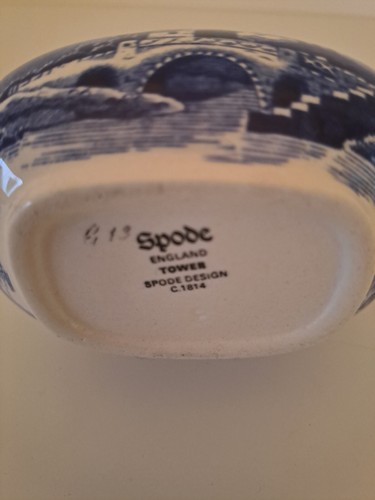 Spode
ENGLAND
TOWER
SPODE DESIGN
C.1814